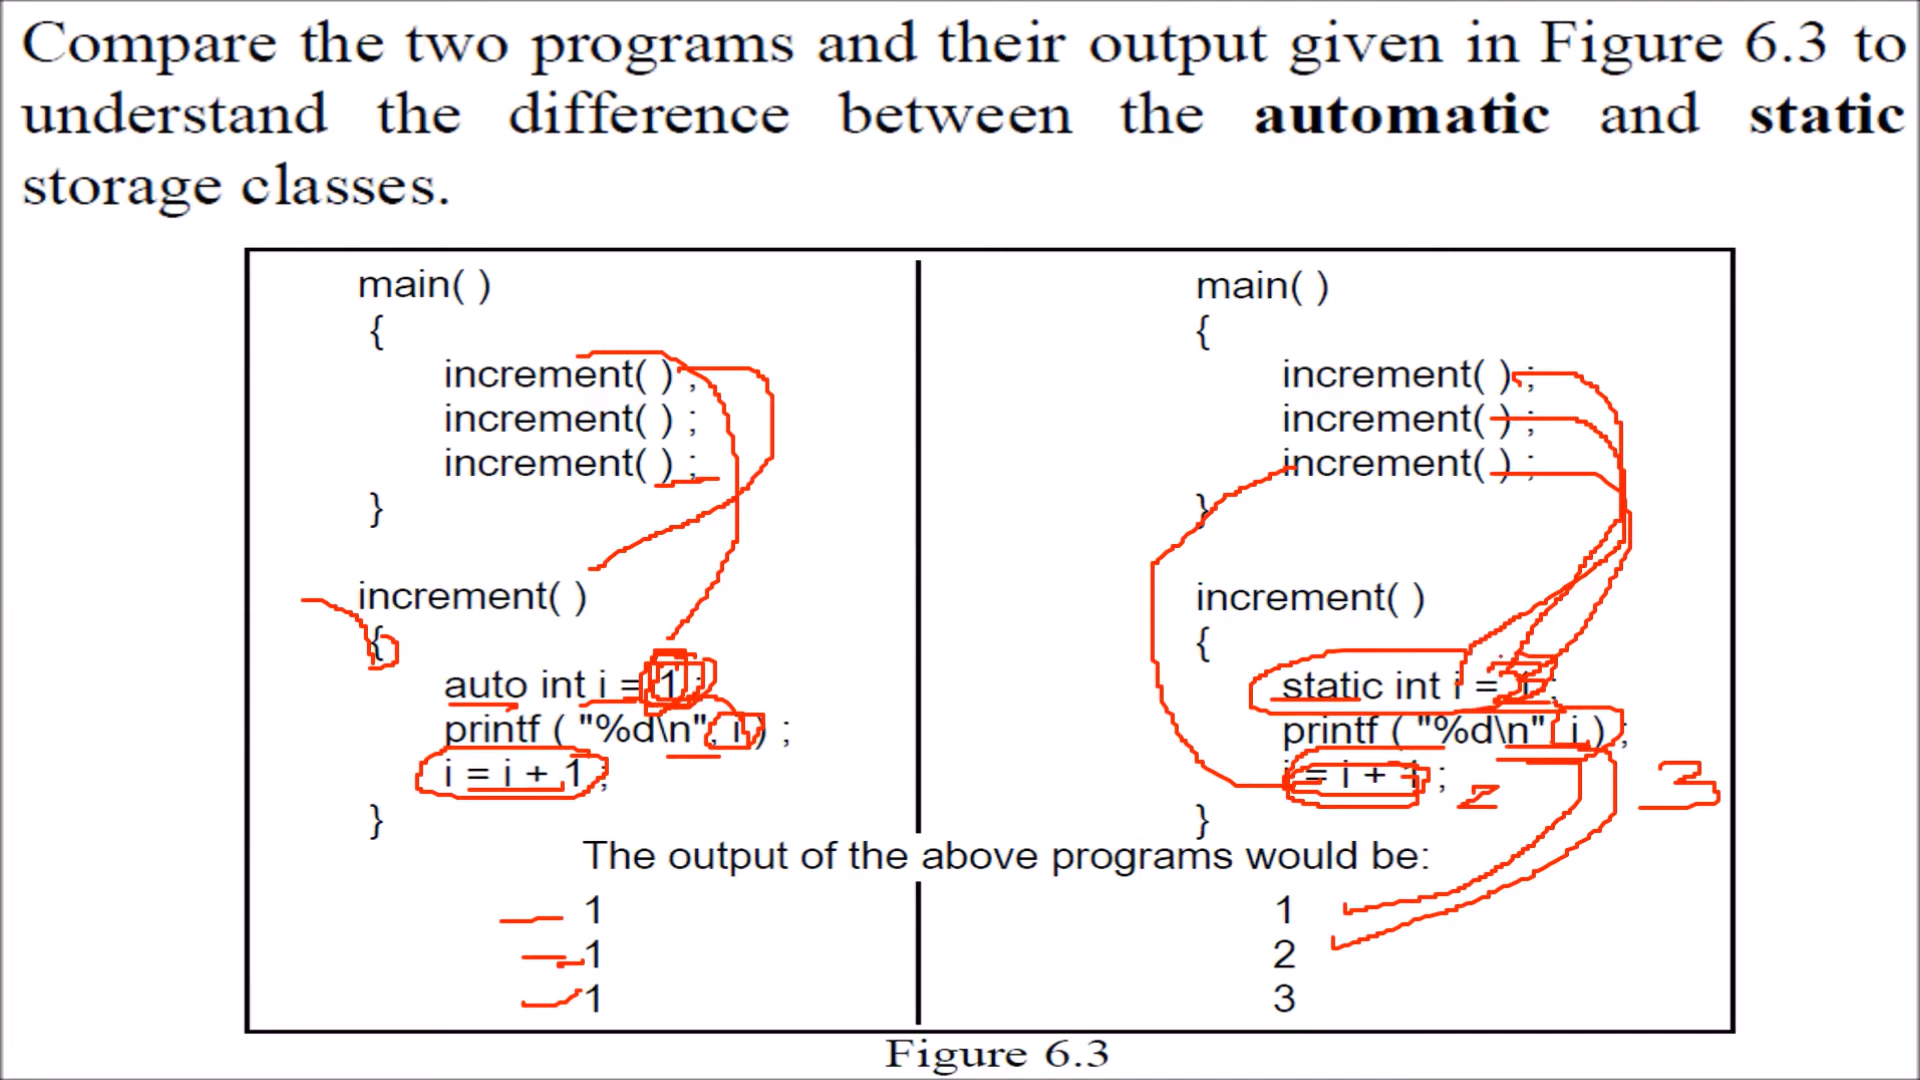 Compare the two programs and their output given in Figure 6.3 to
understand the difference between the automatic and static
storage classes.
main( )
{
increment( ) ;
increment( ) ;
increment( ) ;
}
increment( )
{
auto int i = 1 ;
printf ( "%d\n", i ) ;
i = i + 1 ;
}
main( )
{
increment( ) ;
increment( ) ;
increment( ) ;
}
increment( )
{
static int i = 1 ;
printf ( "%d\n", i ) ;
i = i + 1 ;
}
2
The output of the above programs would be:
1
1
1
1
2
3
Figure 6.3